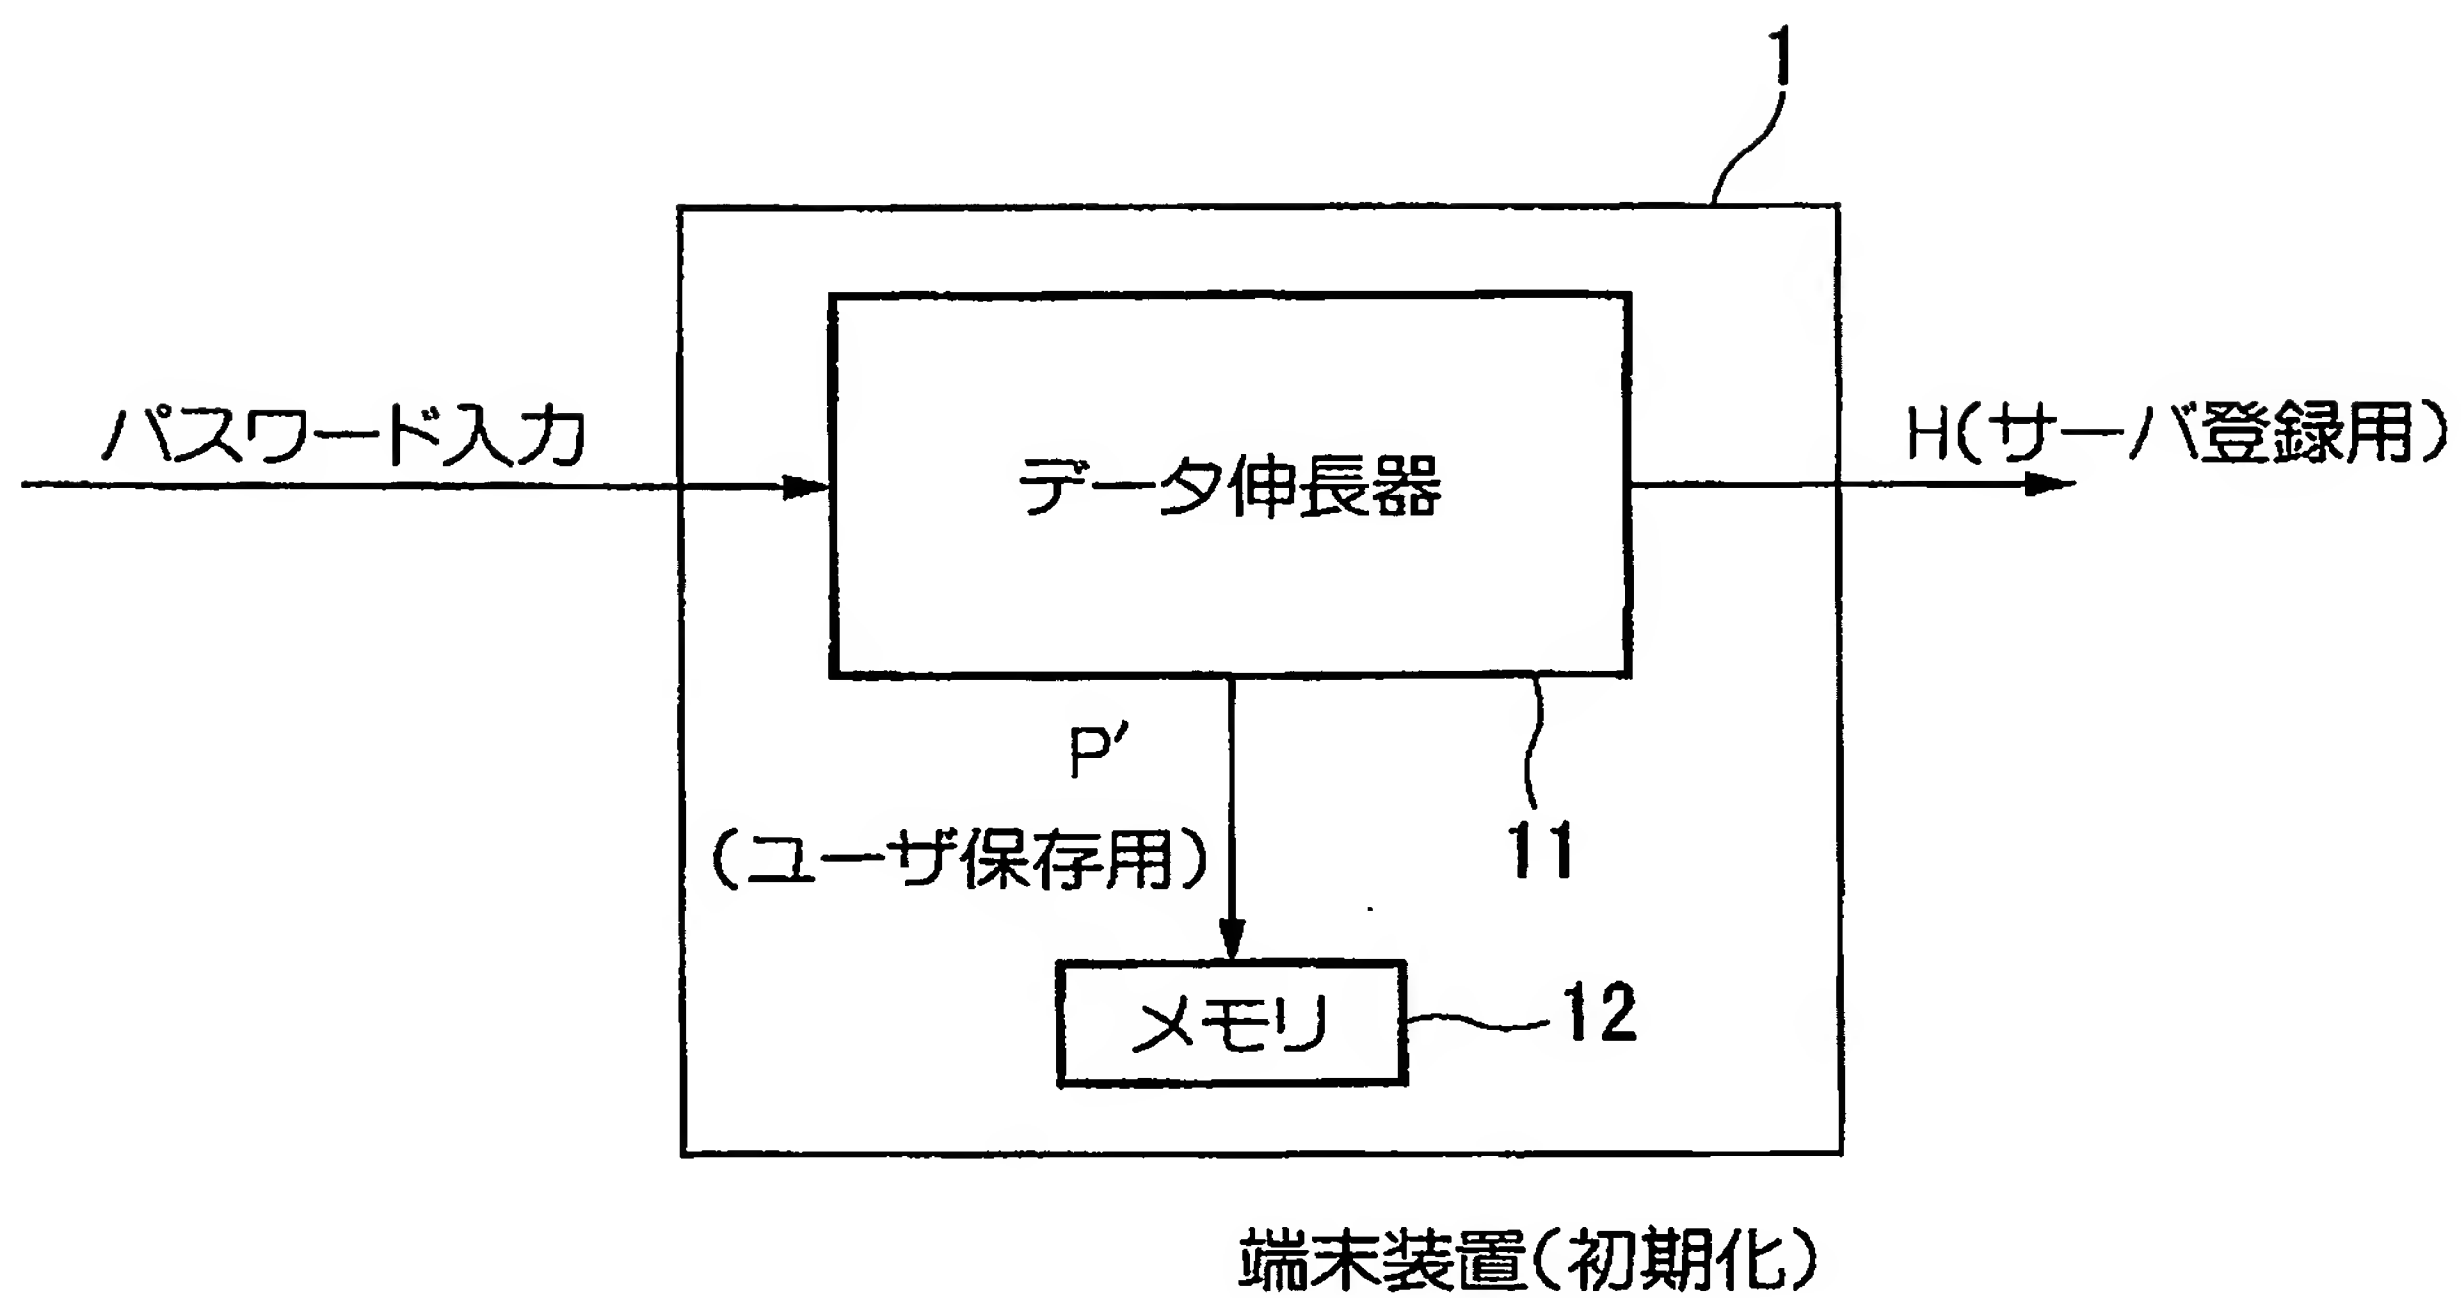 1
パスワード入力
データ伸長器
H(サーバ登録用)
P′
(ユーザ保存用)
11
メモリ
12
端末装置(初期化)